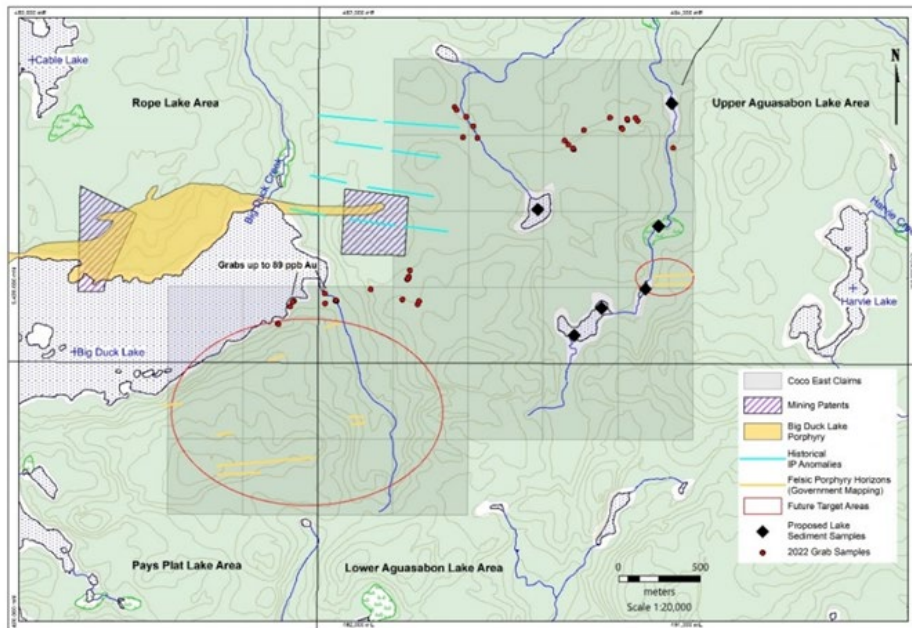 Cable Lake
Rope Lake Area
Upper Aguasabon Lake Area
N
Big Duck Creek
Harvie Cr
Grabs up to 89 ppb Au
Harvie Lake
Big Duck Lake
Coco East Claims
Mining Patents
Big Duck Lake
Porphyry
Historical
IP Anomalies
Felsic Porphyry Horizons
(Government Mapping)
Future Target Areas
Proposed Lake
Sediment Samples
2022 Grab Samples
Pays Plat Lake Area
Lower Aguasabon Lake Area
0
500
meters
Scale 1:20,000